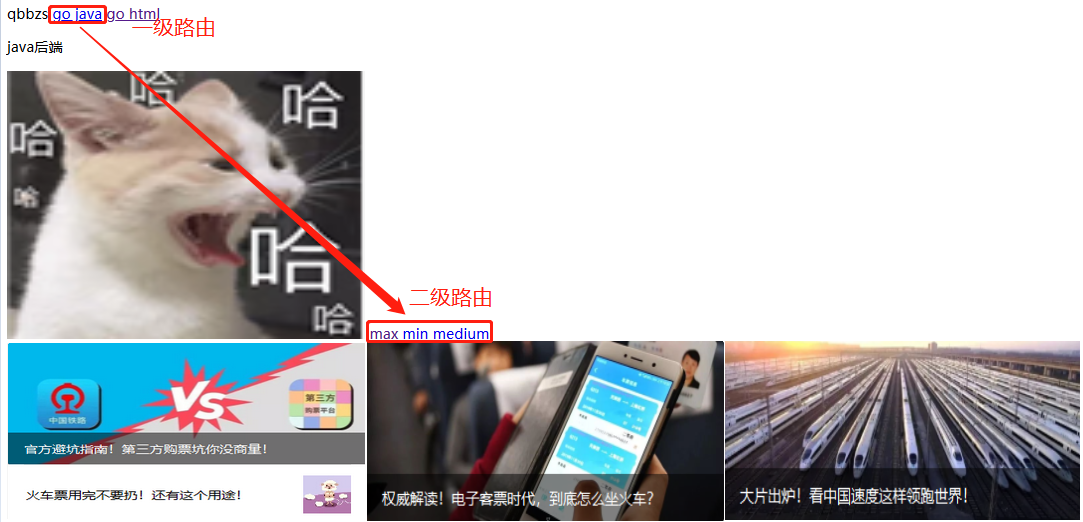 qbbzs go java go html
一级路由
java后端
哈
哈
哈
哈
哈
哈
二级路由
max min medium
VS
中国铁路
第三方
购票平台
官方避坑指南！第三方购票坑你没商量！
火车票用完不要扔！还有这个用途！
权威解读！电子客票时代，到底怎么坐火车？
大片出炉！看中国速度这样领跑世界！